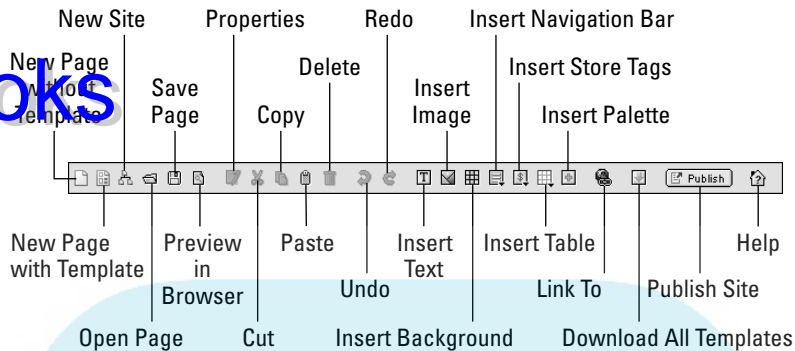 New Site
Properties
Redo
Insert Navigation Bar
New Page
without
Template
oks
Save
Page
Copy
Delete
Insert
Image
Insert Store Tags
Insert Palette
T
$
Publish
?
New Page
with Template
Preview
in
Browser
Paste
Insert
Text
Insert Table
Help
Undo
Link To
Publish Site
Open Page
Cut
Insert Background
Download All Templates